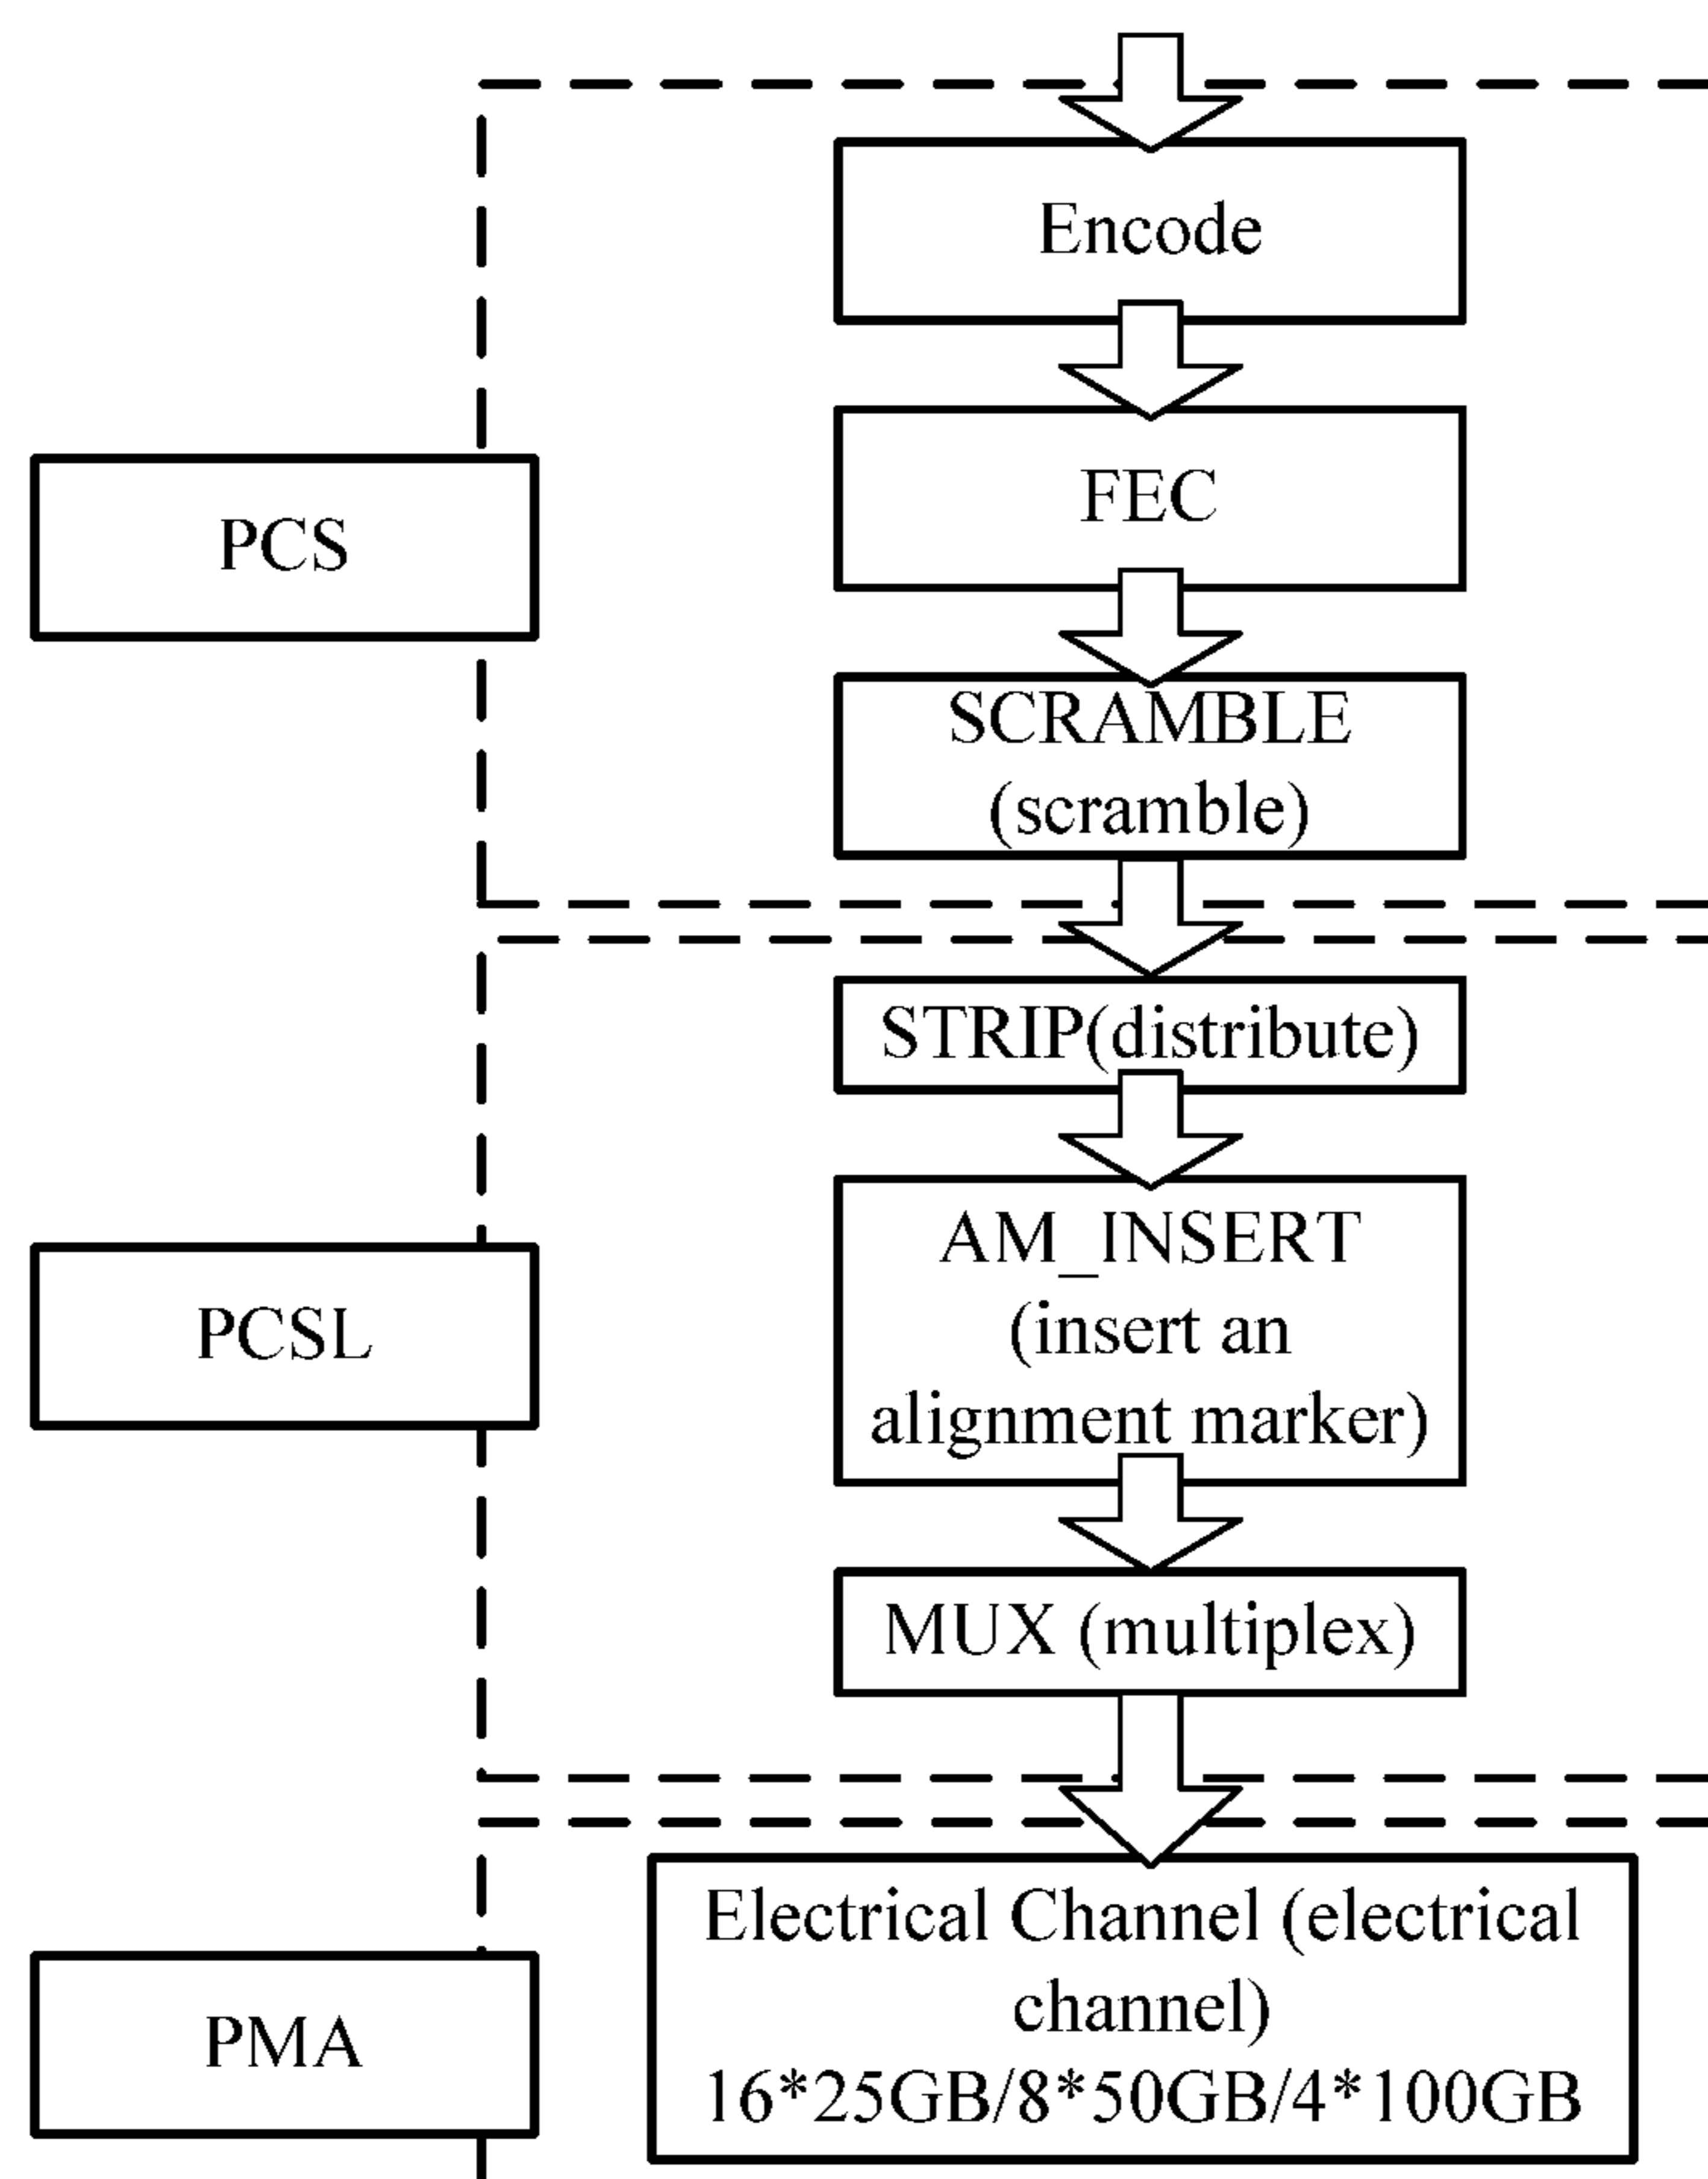 Encode
FEC
PCS
SCRAMBLE
(scramble)
STRIP(distribute)
AM_INSERT
(insert an
alignment marker)
PCSL
MUX (multiplex)
Electrical Channel (electrical
channel)
16*25GB/8*50GB/4*100GB
PMA